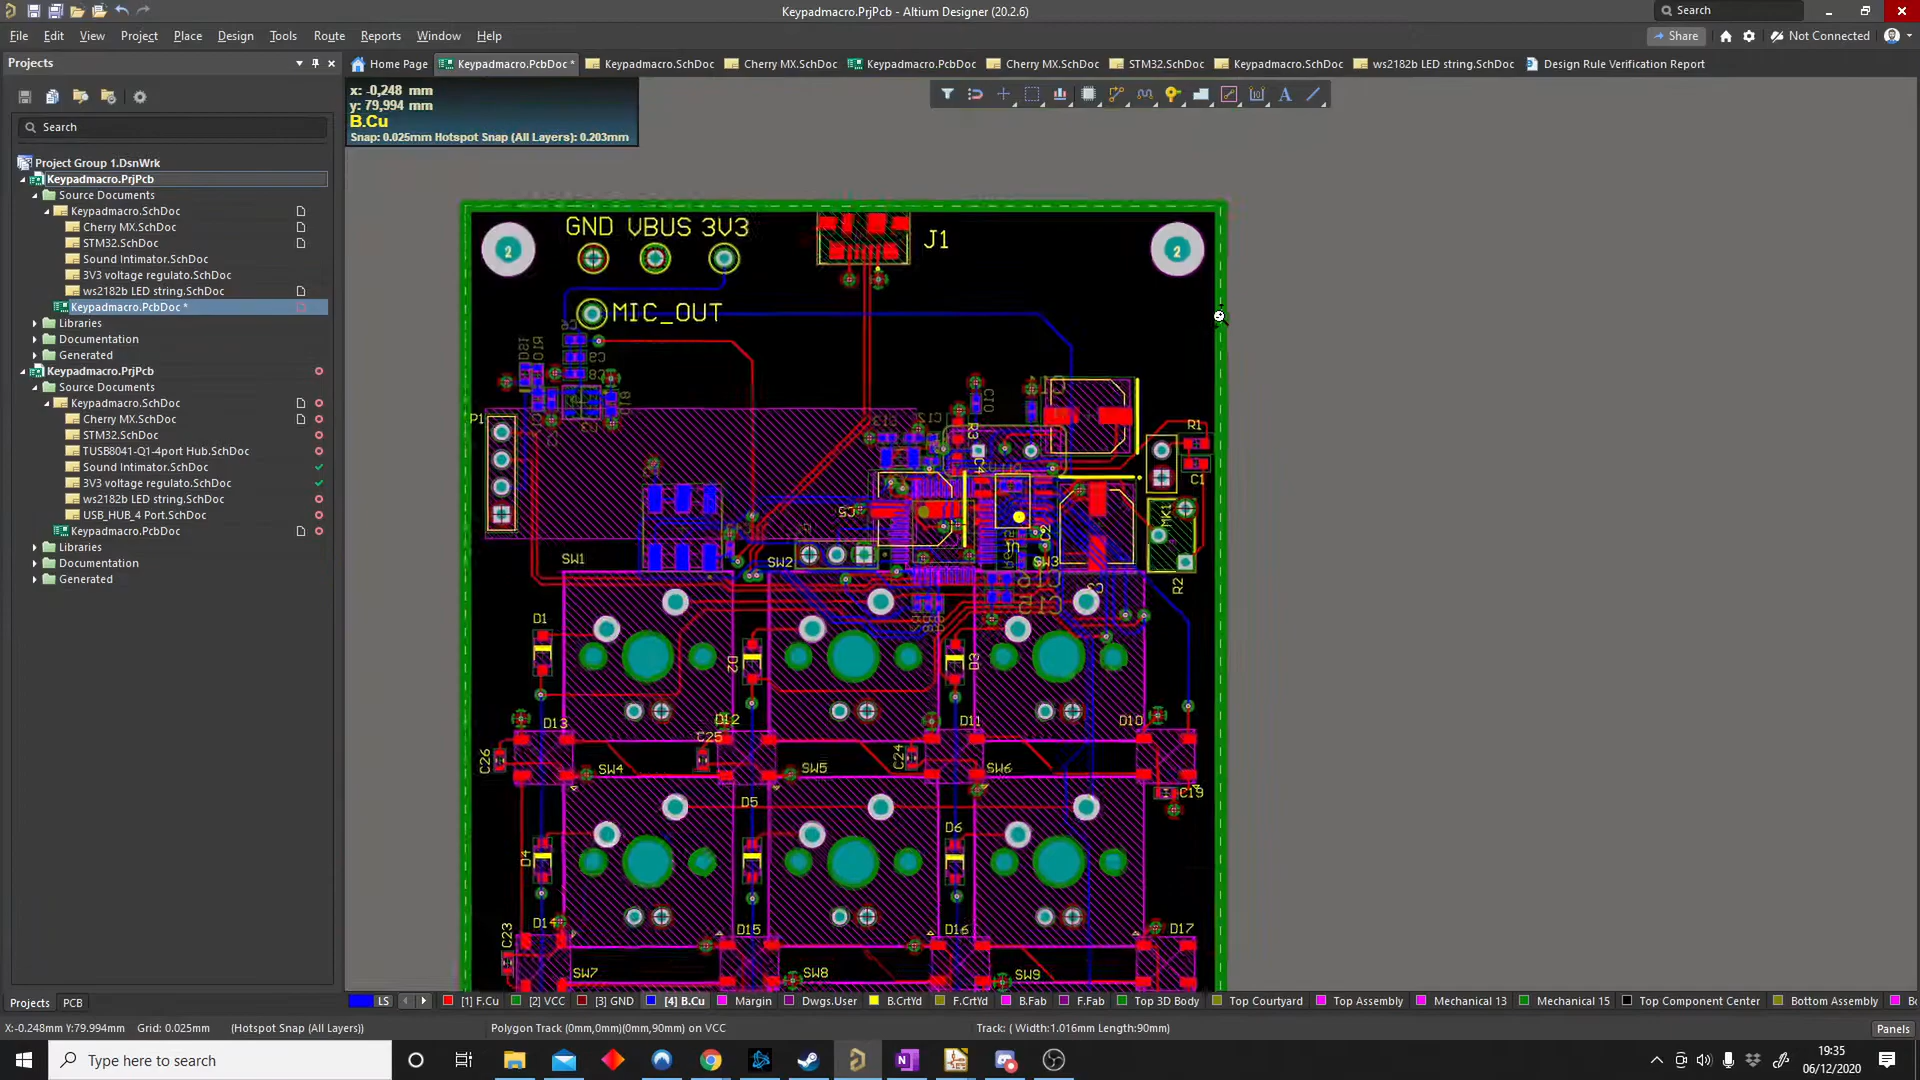 Keypadmacro.PrjPcb - Altium Designer (20.2.6)
Search
File Edit View Project Place Design Tools Route Reports Window Help
Share Not Connected
Projects
Home Page Keypadmacro.PcbDoc * Keypadmacro.SchDoc Cherry MX.SchDoc Keypadmacro.PcbDoc Cherry MX.SchDoc STM32.SchDoc Keypadmacro.SchDoc ws2182b LED string.SchDoc Design Rule Verification Report
x: -0,248 mm
y: 79,994 mm
B.Cu
Snap: 0.025mm Hotspot Snap (All Layers): 0.203mm
Search
Project Group 1.DsnWrk
Keypadmacro.PrjPcb
Source Documents
Keypadmacro.SchDoc
Cherry MX.SchDoc
STM32.SchDoc
Sound Intimator.SchDoc
3V3 voltage regulato.SchDoc
ws2182b LED string.SchDoc
Keypadmacro.PcbDoc *
Libraries
Documentation
Generated
Keypadmacro.PrjPcb
Source Documents
Keypadmacro.SchDoc
Cherry MX.SchDoc
STM32.SchDoc
TUSB8041-Q1-4port Hub.SchDoc
Sound Intimator.SchDoc
3V3 voltage regulato.SchDoc
ws2182b LED string.SchDoc
USB_HUB_4 Port.SchDoc
Keypadmacro.PcbDoc
Libraries
Documentation
Generated
GND VBUS 3V3
J1
2 2
MIC_OUT
P1
R3
C4
R1
C1
MK1
C2
R2
SW1 SW2 SW3
D1 D2 D3
D13 D12 D11 D10
C26 C25 C24 C19
SW4 SW5 SW6
D4 D5 D6
D14 D15 D16 D17
C23
SW7 SW8 SW9
Projects PCB
LS [1] F.Cu [2] VCC [3] GND [4] B.Cu Margin Dwgs.User B.CrtYd F.CrtYd B.Fab F.Fab Top 3D Body Top Courtyard Top Assembly Mechanical 13 Mechanical 15 Top Component Center Bottom Assembly
X:-0.248mm Y:79.994mm Grid: 0.025mm (Hotspot Snap (All Layers)) Polygon Track (0mm,0mm)(0mm,90mm) on VCC Track: ( Width:1.016mm Length:90mm) Panels
Type here to search
19:35
06/12/2020